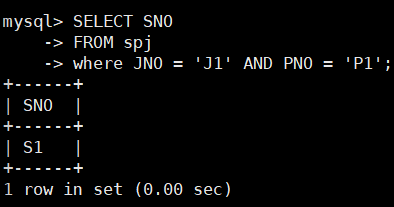 mysql> SELECT SNO
    -> FROM spj
    -> where JNO = 'J1' AND PNO = 'P1';
+------+
| SNO  |
+------+
| S1   |
+------+
1 row in set (0.00 sec)